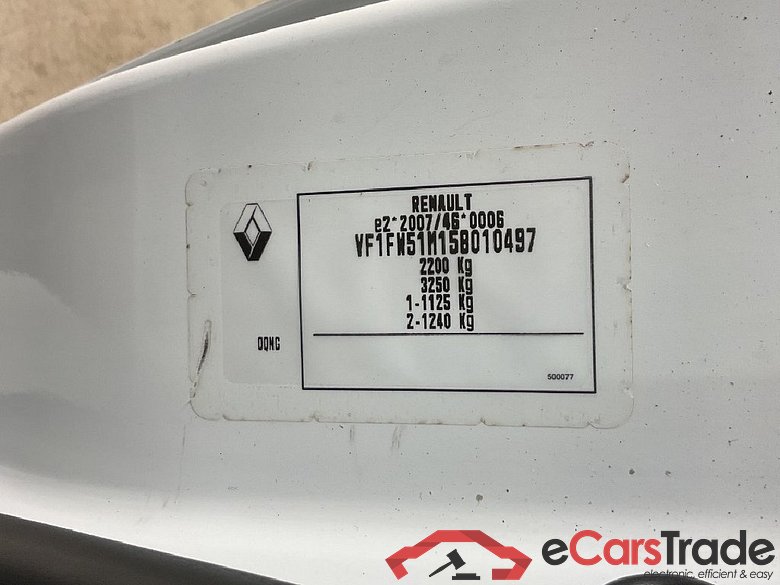 RENAULT
e2*2007/46*0006
VF1FW51M158010497
2200 Kg
3250 Kg
1-1125 Kg
2-1240 Kg
OQNG
500077
eCarsTrade
electronic, efficient & easy